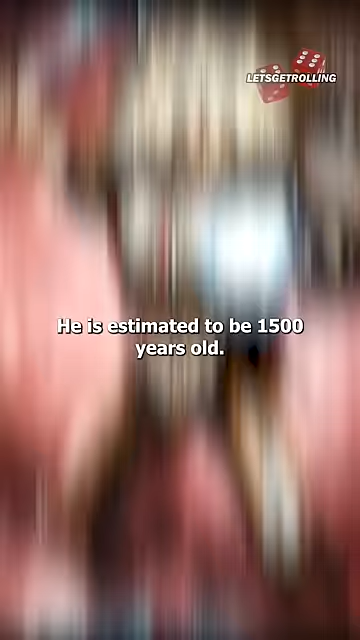 LETSGETROLLING
He is estimated to be 1500
years old.